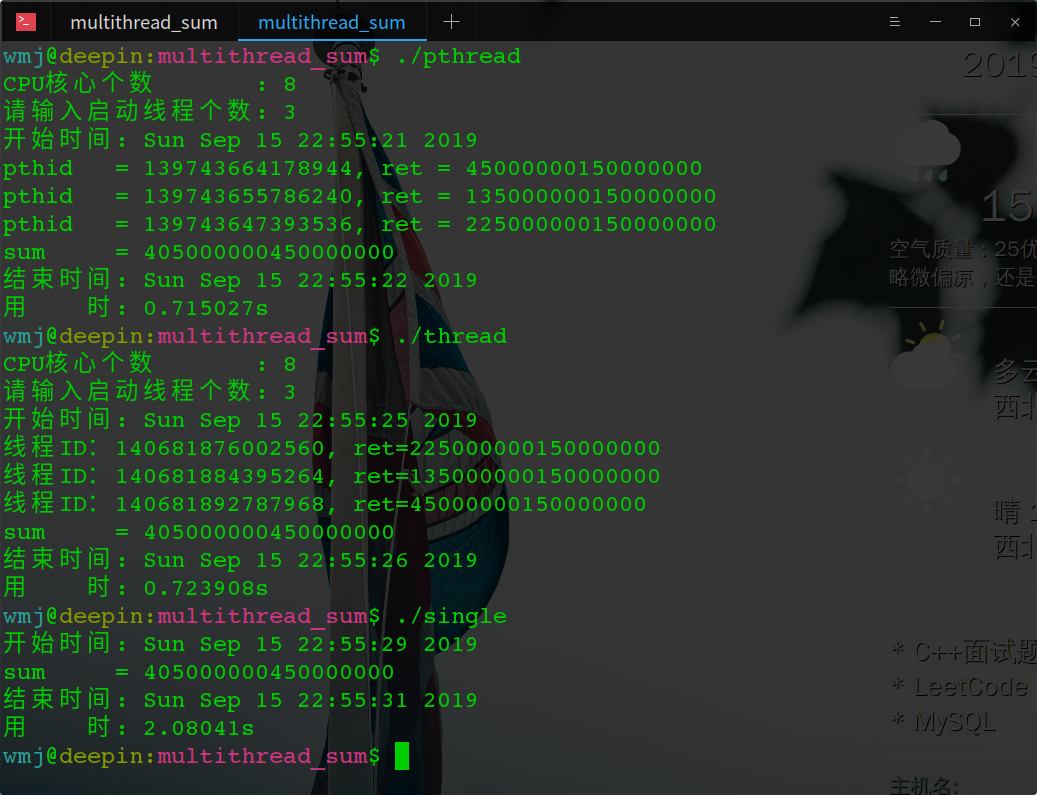 multithread_sum multithread_sum
wmj@deepin:multithread_sum$ ./pthread
CPU核心个数 : 8
请输入启动线程个数: 3
开始时间: Sun Sep 15 22:55:21 2019
pthid = 139743664178944, ret = 45000000150000000
pthid = 139743655786240, ret = 135000000150000000
pthid = 139743647393536, ret = 225000000150000000
sum = 405000000450000000
结束时间: Sun Sep 15 22:55:22 2019
用 时: 0.715027s
wmj@deepin:multithread_sum$ ./thread
CPU核心个数 : 8
请输入启动线程个数: 3
开始时间: Sun Sep 15 22:55:25 2019
线程ID: 140681876002560, ret=225000000150000000
线程ID: 140681884395264, ret=135000000150000000
线程ID: 140681892787968, ret=45000000150000000
sum = 405000000450000000
结束时间: Sun Sep 15 22:55:26 2019
用 时: 0.723908s
wmj@deepin:multithread_sum$ ./single
开始时间: Sun Sep 15 22:55:29 2019
sum = 405000000450000000
结束时间: Sun Sep 15 22:55:31 2019
用 时: 2.08041s
wmj@deepin:multithread_sum$
2019
15
空气质量：25优
略微偏凉，还是
多云
西北
晴
西北
* C++面试题
* LeetCode
* MySQL
主机名: